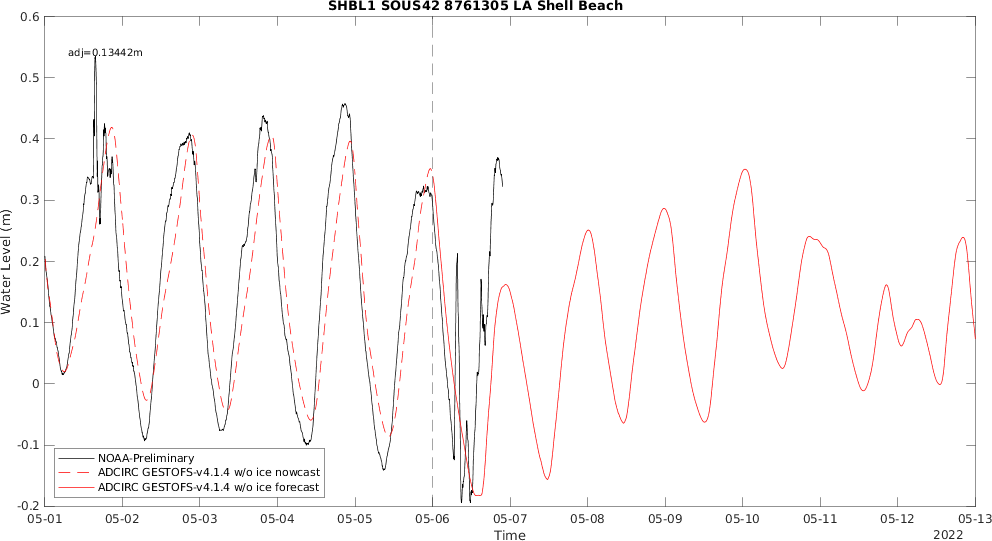 SHBL1 SOUS42 8761305 LA Shell Beach
adj=0.13442m
Water Level (m)
0.6
0.5
0.4
0.3
0.2
0.1
0
-0.1
-0.2
NOAA-Preliminary
ADCIRC GESTOFS-v4.1.4 w/o ice nowcast
ADCIRC GESTOFS-v4.1.4 w/o ice forecast
05-01 05-02 05-03 05-04 05-05 05-06 05-07 05-08 05-09 05-10 05-11 05-12 05-13
Time
2022